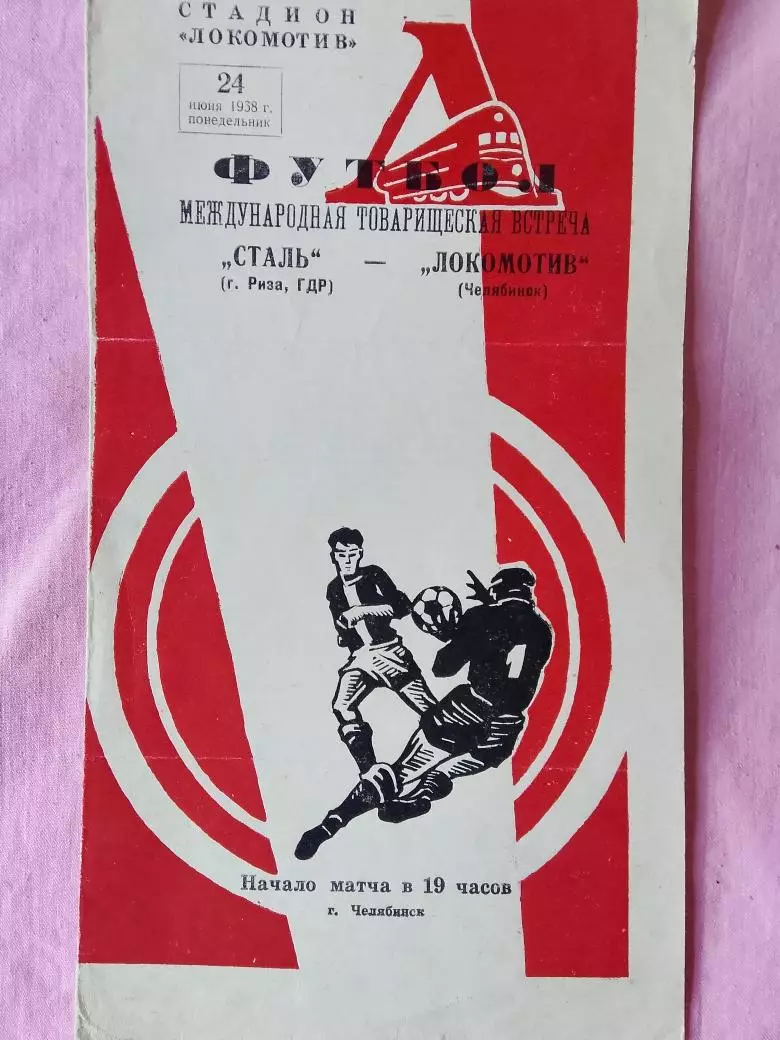 СТАДИОН
«ЛОКОМОТИВ»
24
июня 1938 г.
понедельник
ФУТБОЛ
МЕЖДУНАРОДНАЯ ТОВАРИЩЕСКАЯ ВСТРЕЧА
„СТАЛЬ“ — „ЛОКОМОТИВ“
(г. Риза, ГДР) (Челябинск)
1
Начало матча в 19 часов
г. Челябинск